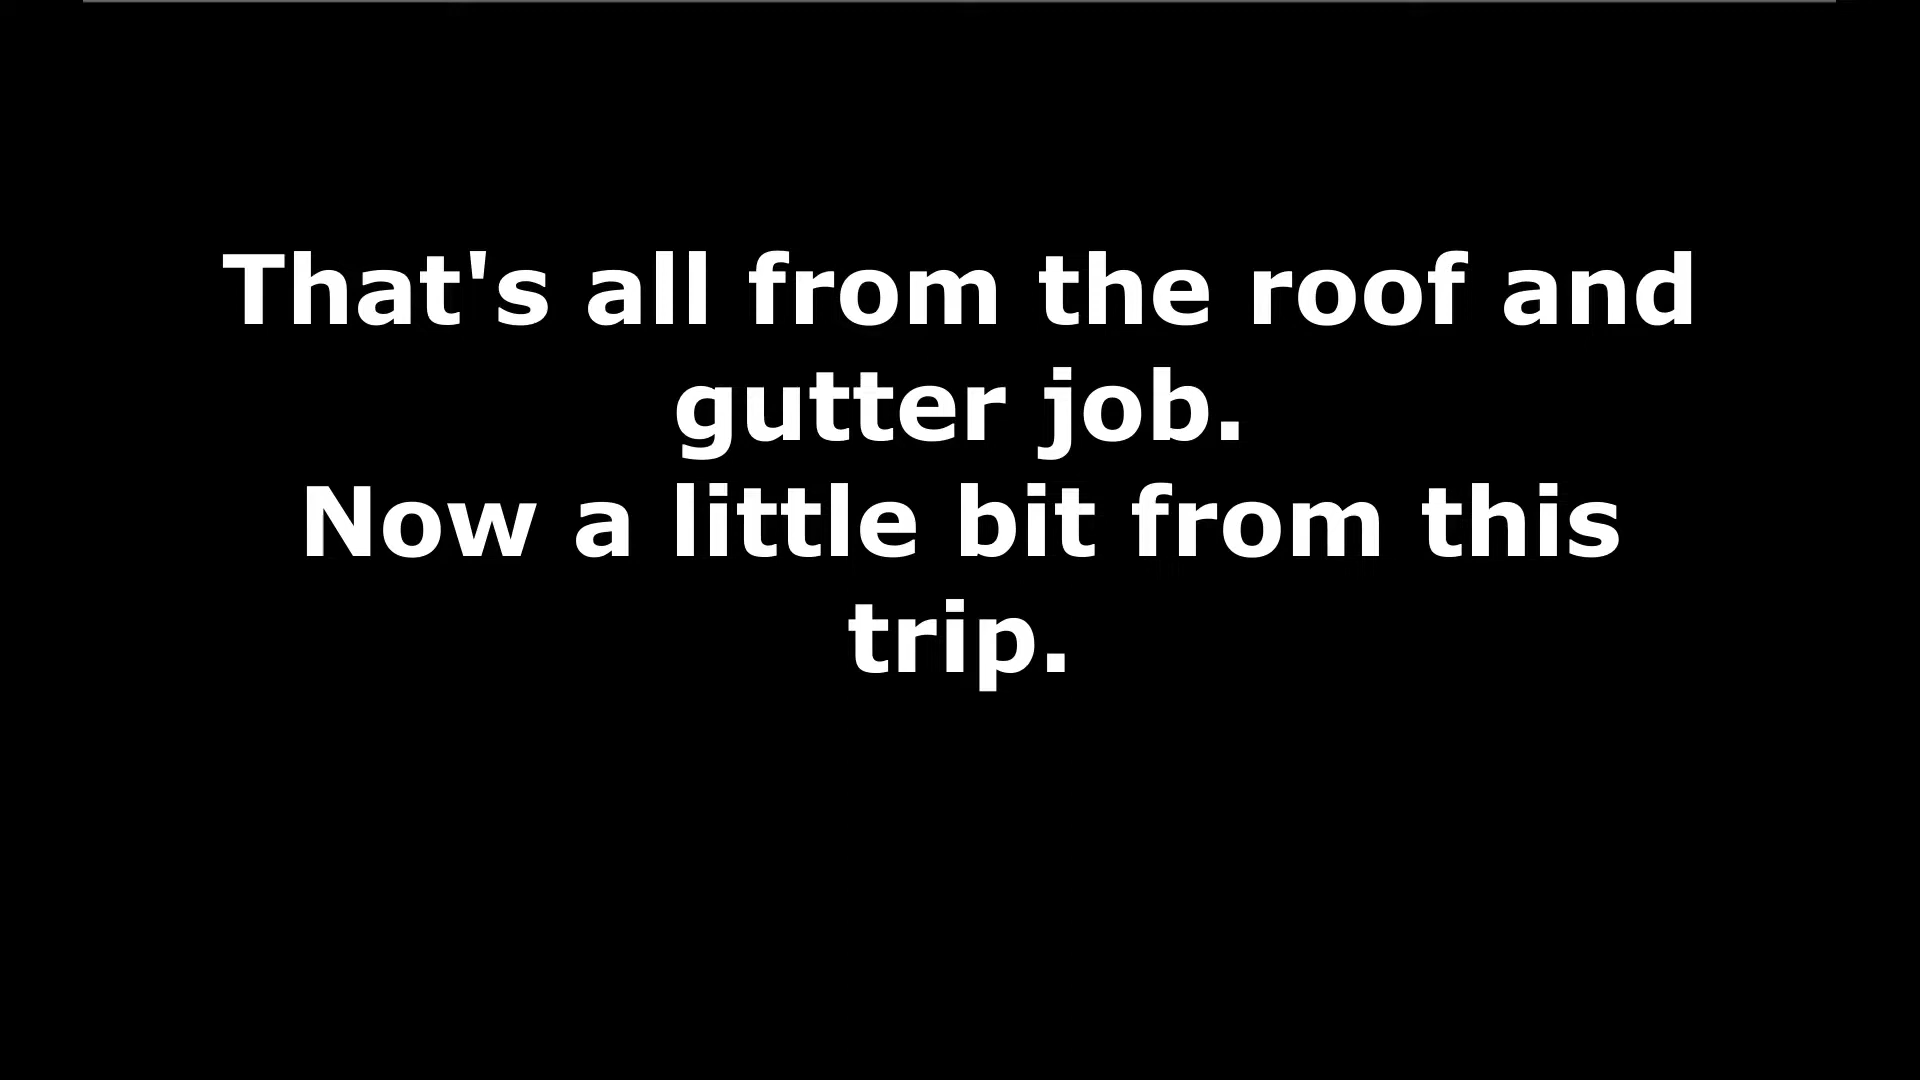 That's all from the roof and
gutter job.
Now a little bit from this
trip.